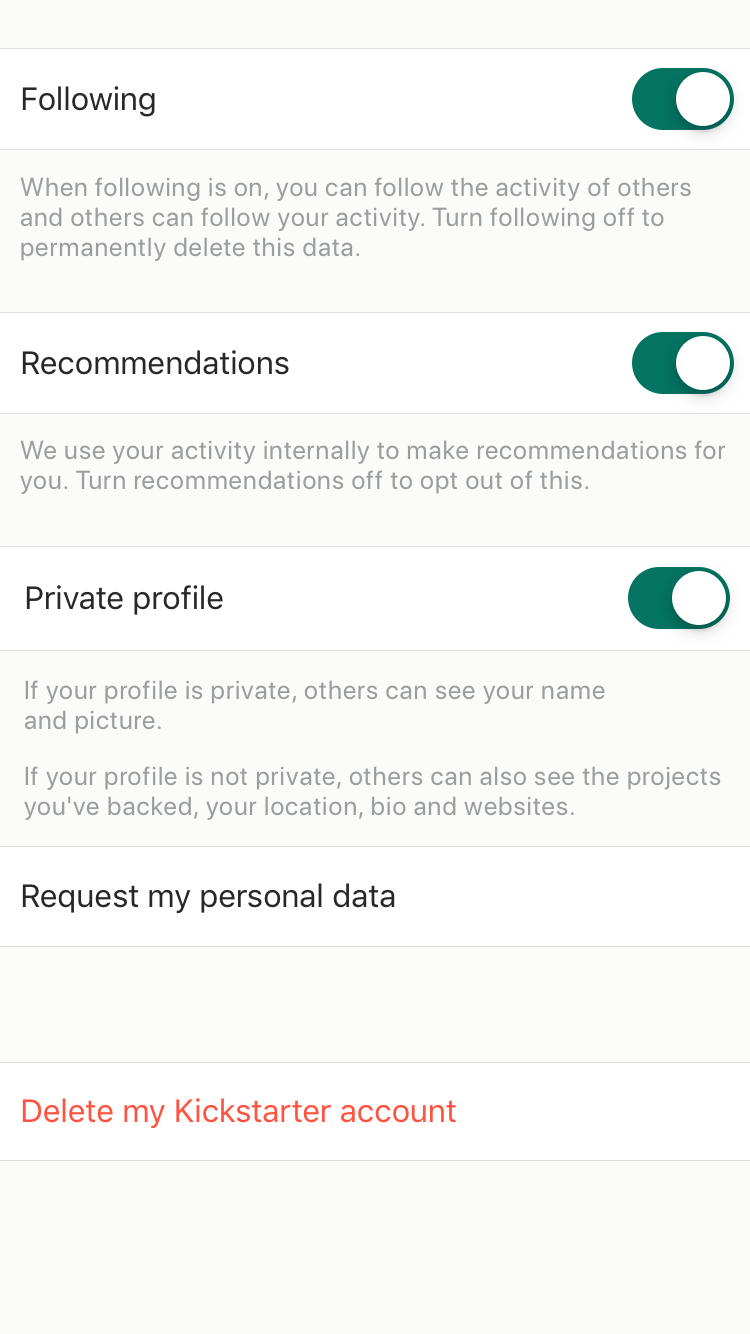 Following
When following is on, you can follow the activity of others
and others can follow your activity. Turn following off to
permanently delete this data.
Recommendations
We use your activity internally to make recommendations for
you. Turn recommendations off to opt out of this.
Private profile
If your profile is private, others can see your name
and picture.
If your profile is not private, others can also see the projects
you've backed, your location, bio and websites.
Request my personal data
Delete my Kickstarter account